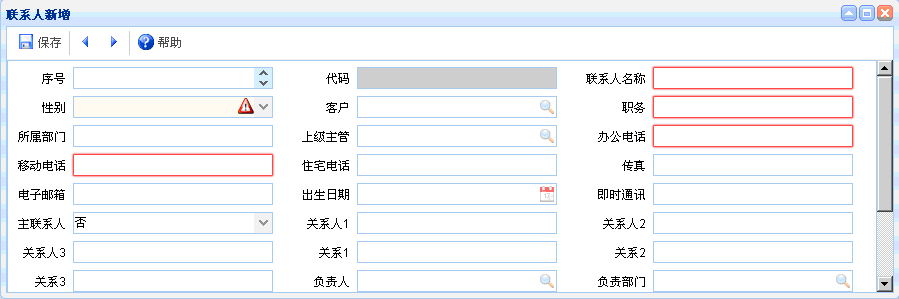 联系人新增
保存 帮助
序号 代码 联系人名称
性别 客户 职务
所属部门 上级主管 办公电话
移动电话 住宅电话 传真
电子邮箱 出生日期 即时通讯
主联系人 否 关系人1 关系人2
关系人3 关系1 关系2
关系3 负责人 负责部门